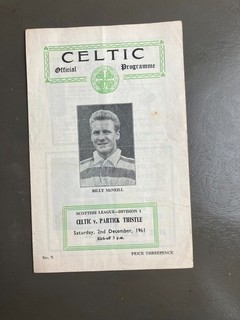 CELTIC
Official Programme
BILLY McNEILL
SCOTTISH LEAGUE—DIVISION 1
CELTIC v. PARTICK THISTLE
Saturday, 2nd December, 1961
Kick-off 2 p.m.
PRICE THREEPENCE